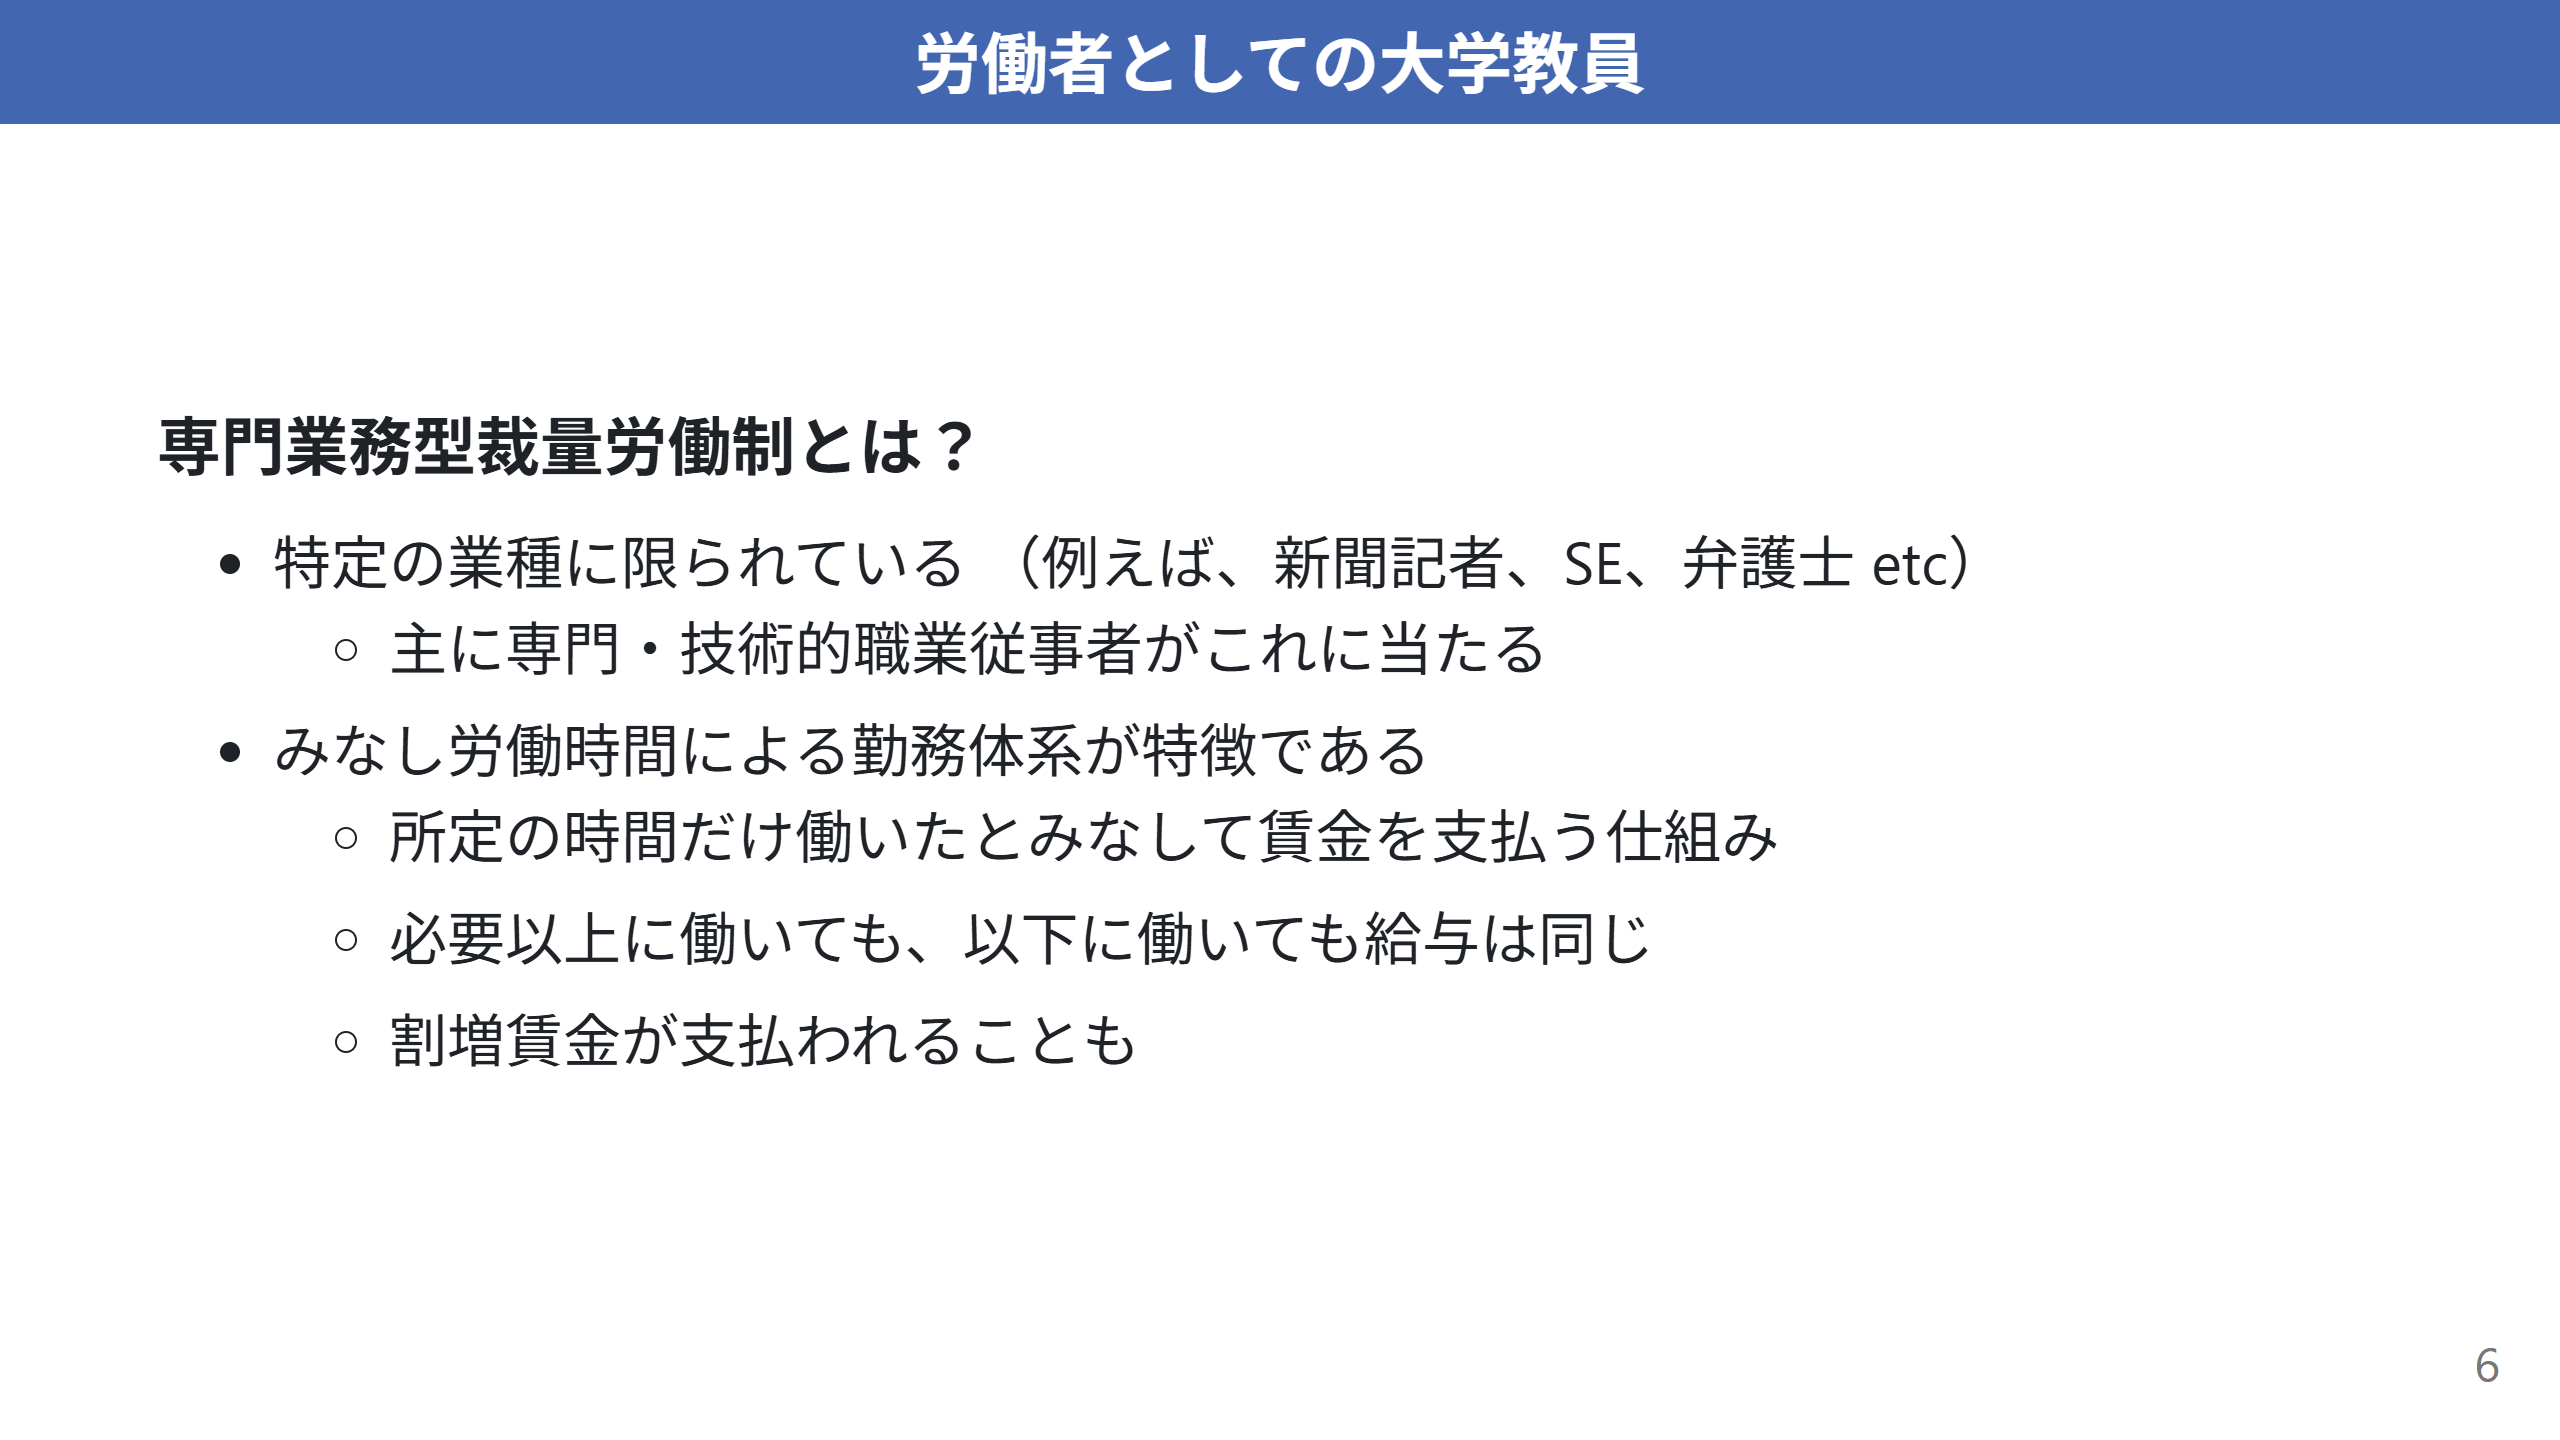 労働者としての大学教員
専門業務型裁量労働制とは？
• 特定の業種に限られている （例えば、新聞記者、SE、弁護士 etc）
○ 主に専門・技術的職業従事者がこれに当たる
• みなし労働時間による勤務体系が特徴である
○ 所定の時間だけ働いたとみなして賃金を支払う仕組み
○ 必要以上に働いても、以下に働いても給与は同じ
○ 割増賃金が支払われることも
6